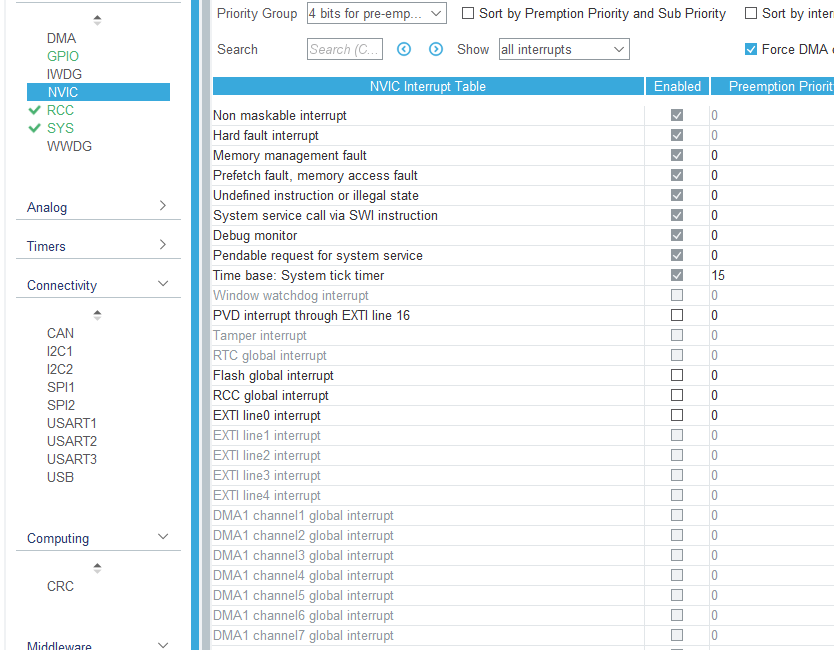 Priority Group 4 bits for pre-emp... Sort by Premption Priority and Sub Priority Sort by inter
Search Search (C... Show all interrupts Force DMA
DMA
GPIO
IWDG
NVIC
RCC
SYS
WWDG
Analog
Timers
Connectivity
CAN
I2C1
I2C2
SPI1
SPI2
USART1
USART2
USART3
USB
Computing
CRC
Middleware
NVIC Interrupt Table Enabled Preemption Priorit
Non maskable interrupt 0
Hard fault interrupt 0
Memory management fault 0
Prefetch fault, memory access fault 0
Undefined instruction or illegal state 0
System service call via SWI instruction 0
Debug monitor 0
Pendable request for system service 0
Time base: System tick timer 15
Window watchdog interrupt 0
PVD interrupt through EXTI line 16 0
Tamper interrupt 0
RTC global interrupt 0
Flash global interrupt 0
RCC global interrupt 0
EXTI line0 interrupt 0
EXTI line1 interrupt 0
EXTI line2 interrupt 0
EXTI line3 interrupt 0
EXTI line4 interrupt 0
DMA1 channel1 global interrupt 0
DMA1 channel2 global interrupt 0
DMA1 channel3 global interrupt 0
DMA1 channel4 global interrupt 0
DMA1 channel5 global interrupt 0
DMA1 channel6 global interrupt 0
DMA1 channel7 global interrupt 0